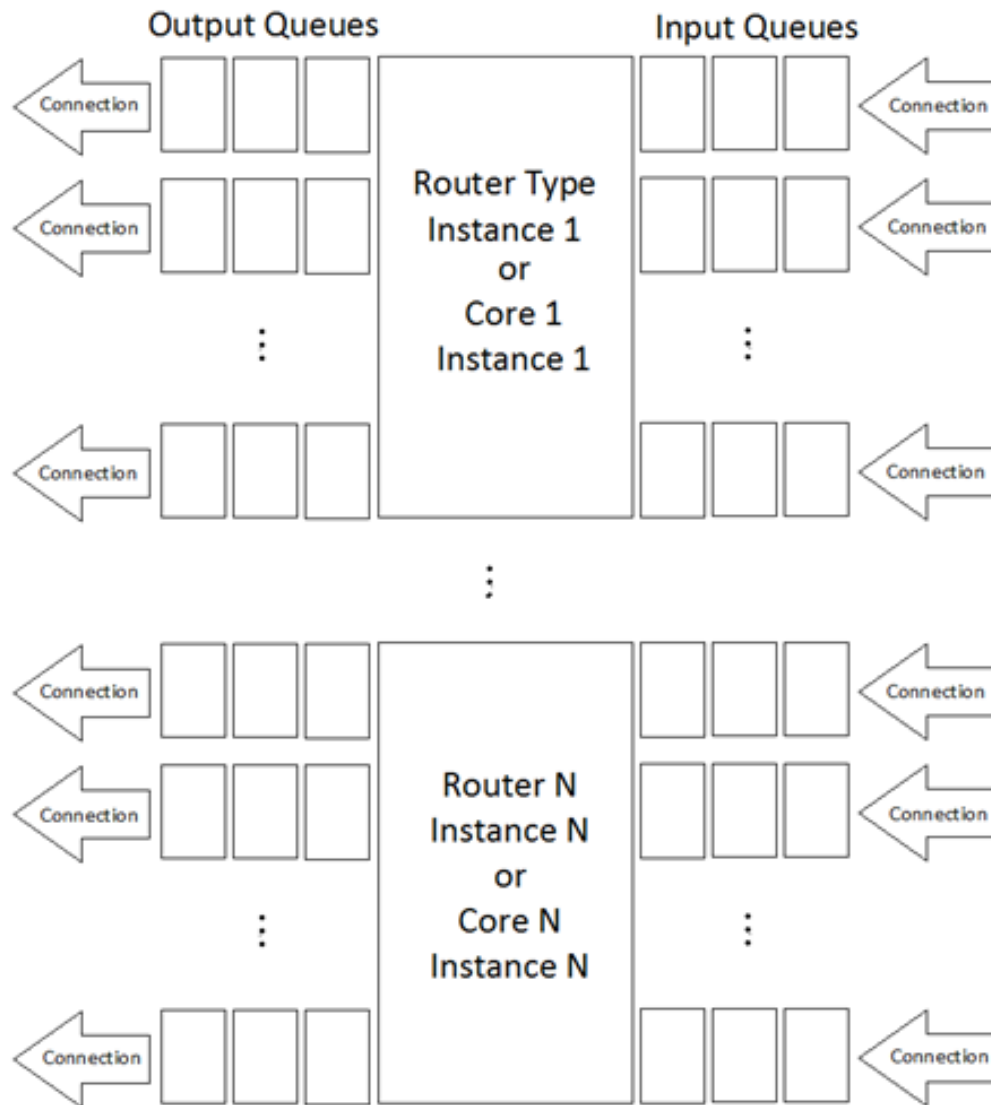 Output Queues
Input Queues
Connection
Connection
Router Type
Instance 1
or
Core 1
Instance 1
Connection
Connection
Connection
Connection
Connection
Connection
Router N
Instance N
or
Core N
Instance N
Connection
Connection
Connection
Connection